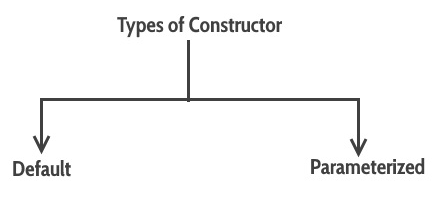 Types of Constructor
Default
Parameterized